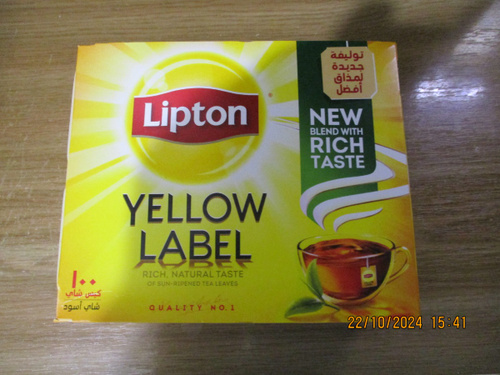 توليفة
جديدة
لمذاق
أفضل
Lipton
NEW
BLEND WITH
RICH
TASTE
YELLOW
LABEL
RICH, NATURAL TASTE
OF SUN-RIPENED TEA LEAVES
١٠٠
كيس شاي
شاي أسود
QUALITY NO.1
22/10/2024 15:41